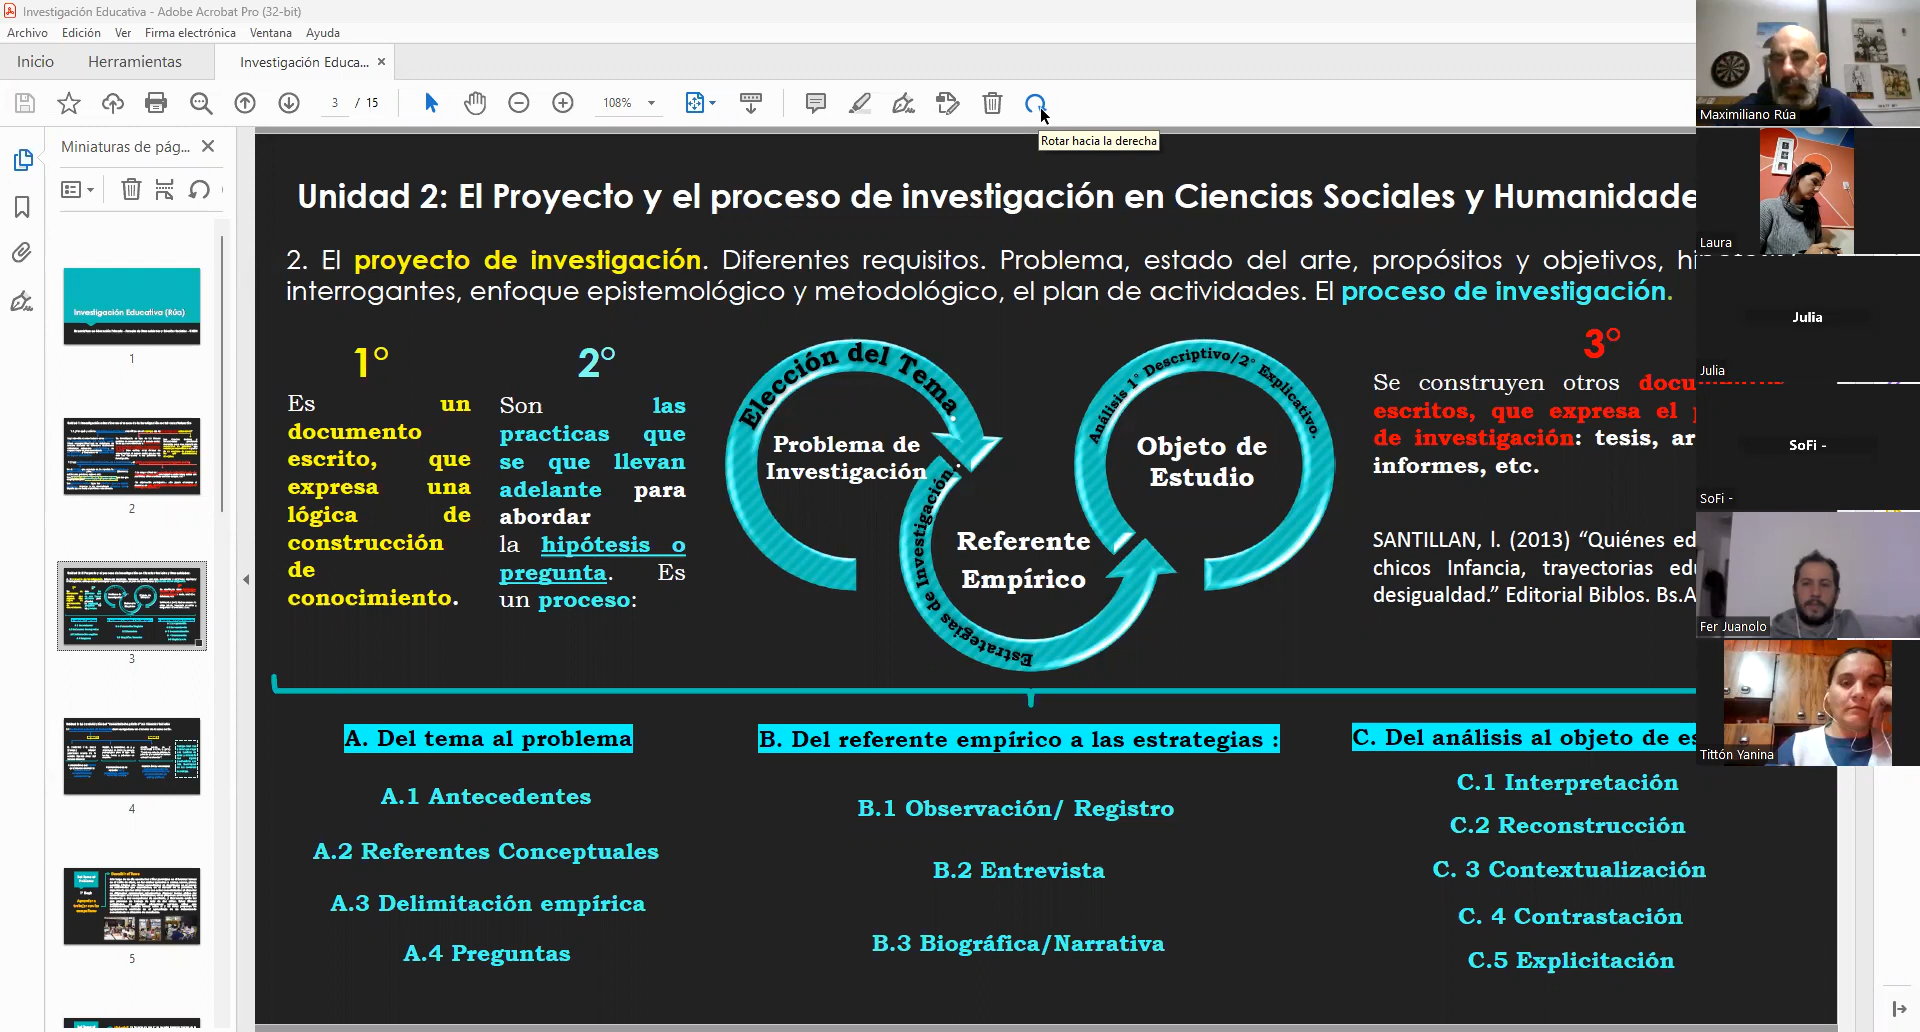 Investigación Educativa - Adobe Acrobat Pro (32-bit)
Archivo Edición Ver Firma electrónica Ventana Ayuda
Inicio Herramientas Investigación Educa... ×
3 / 15 108%
Rotar hacia la derecha
Miniaturas de pág...
Investigación Educativa (Rúa)
1
2
3
4
5
Unidad 2: El Proyecto y el proceso de investigación en Ciencias Sociales y Humanidade
2. El proyecto de investigación. Diferentes requisitos. Problema, estado del arte, propósitos y objetivos,
interrogantes, enfoque epistemológico y metodológico, el plan de actividades. El proceso de investigación.
1°
Es un
documento
escrito, que
expresa una
lógica de
construcción
de
conocimiento.
2°
Son las
practicas que
se que llevan
adelante para
abordar
la hipótesis o
pregunta. Es
un proceso:
Elección del Tema.
Problema de
Investigación
Estrategias de Investigación.
Referente
Empírico
Análisis 1° Descriptivo/2° Explicativo.
Objeto de
Estudio
3°
Se construyen otros docu
escritos, que expresa el p
de investigación: tesis, ar
informes, etc.
SANTILLAN, l. (2013) “Quiénes ed
chicos Infancia, trayectorias edu
desigualdad.” Editorial Biblos. Bs.A
A. Del tema al problema
A.1 Antecedentes
A.2 Referentes Conceptuales
A.3 Delimitación empírica
A.4 Preguntas
B. Del referente empírico a las estrategias :
B.1 Observación/ Registro
B.2 Entrevista
B.3 Biográfica/Narrativa
C. Del análisis al objeto de es
C.1 Interpretación
C.2 Reconstrucción
C. 3 Contextualización
C. 4 Contrastación
C.5 Explicitación
Maximiliano Rúa
Laura
Julia
Julia
SoFi -
SoFi -
Fer Juanolo
Tittón Yanina